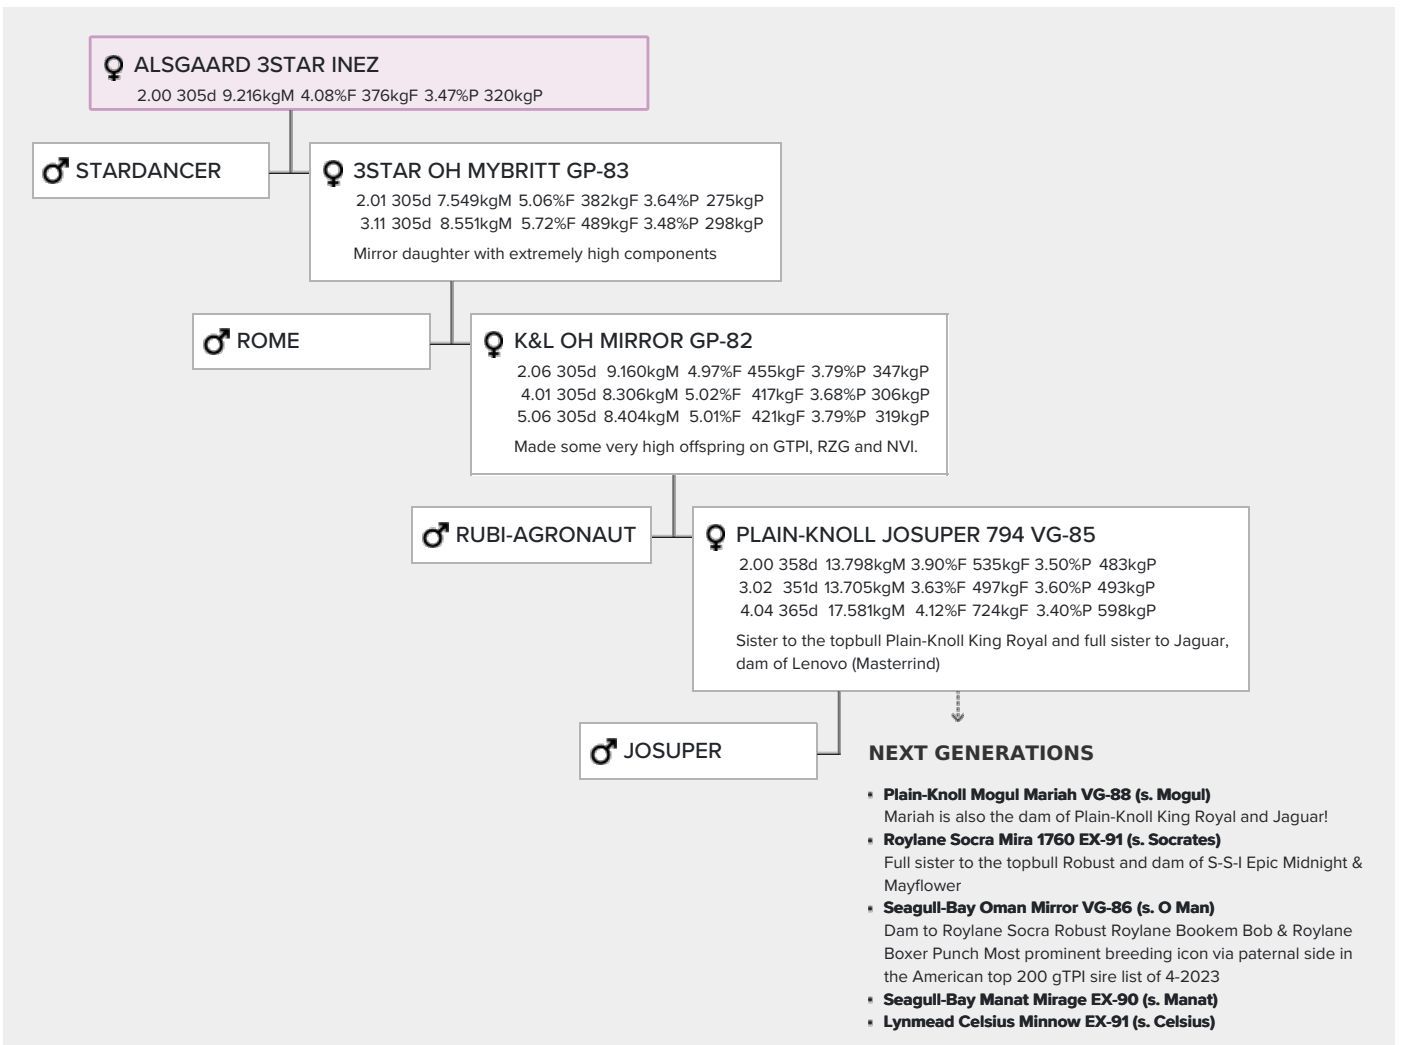 ALSGAARD 3STAR INEZ
2.00 305d 9.216kgM 4.08%F 376kgF 3.47%P 320kgP
STARDANCER
3STAR OH MYBRITT GP-83
2.01 305d 7.549kgM 5.06%F 382kgF 3.64%P 275kgP
3.11 305d 8.551kgM 5.72%F 489kgF 3.48%P 298kgP
Mirror daughter with extremely high components
ROME
K&L OH MIRROR GP-82
2.06 305d 9.160kgM 4.97%F 455kgF 3.79%P 347kgP
4.01 305d 8.306kgM 5.02%F 417kgF 3.68%P 306kgP
5.06 305d 8.404kgM 5.01%F 421kgF 3.79%P 319kgP
Made some very high offspring on GTPI, RZG and NVI.
RUBI-AGRONAUT
PLAIN-KNOLL JOSUPER 794 VG-85
2.00 358d 13.798kgM 3.90%F 535kgF 3.50%P 483kgP
3.02 351d 13.705kgM 3.63%F 497kgF 3.60%P 493kgP
4.04 365d 17.581kgM 4.12%F 724kgF 3.40%P 598kgP
Sister to the topbull Plain-Knoll King Royal and full sister to Jaguar,
dam of Lenovo (Masterrind)
JOSUPER
NEXT GENERATIONS
Plain-Knoll Mogul Mariah VG-88 (s. Mogul)
Mariah is also the dam of Plain-Knoll King Royal and Jaguar!
Roylane Socra Mira 1760 EX-91 (s. Socrates)
Full sister to the topbull Robust and dam of S-S-I Epic Midnight &
Mayflower
Seagull-Bay Oman Mirror VG-86 (s. O Man)
Dam to Roylane Socra Robust Roylane Bookem Bob & Roylane
Boxer Punch Most prominent breeding icon via paternal side in
the American top 200 gTPI sire list of 4-2023
Seagull-Bay Manat Mirage EX-90 (s. Manat)
Lynmead Celsius Minnow EX-91 (s. Celsius)